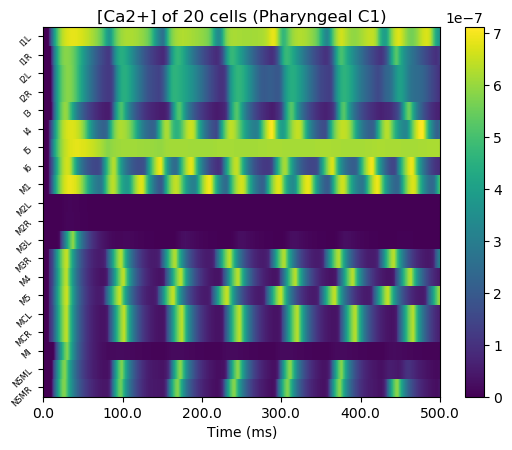 [Ca2+] of 20 cells (Pharyngeal C1)
1e−7
I1L
I1R
I2L
I2R
I3
I4
I5
I6
M1
M2L
M2R
M3L
M3R
M4
M5
MCL
MCR
MI
NSML
NSMR
7
6
5
4
3
2
1
0
0.0 100.0 200.0 300.0 400.0 500.0
Time (ms)